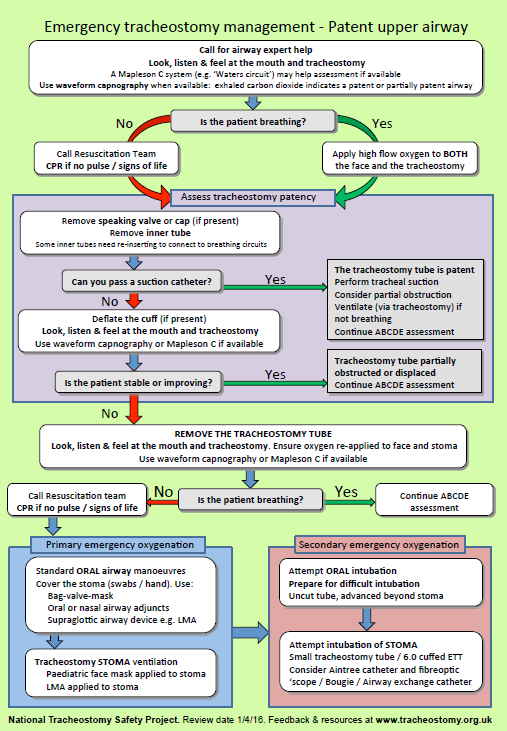 Emergency tracheostomy management - Patent upper airway
Call for airway expert help
Look, listen & feel at the mouth and tracheostomy
A Mapleson C system (e.g. 'Waters circuit') may help assessment if available
Use waveform capnography when available: exhaled carbon dioxide indicates a patent or partially patent airway
No
Is the patient breathing?
Yes
Call Resuscitation Team
CPR if no pulse / signs of life
Apply high flow oxygen to BOTH
the face and the tracheostomy
Assess tracheostomy patency
Remove speaking valve or cap (if present)
Remove inner tube
Some inner tubes need re-inserting to connect to breathing circuits
Can you pass a suction catheter?
Yes
The tracheostomy tube is patent
Perform tracheal suction
Consider partial obstruction
Ventilate (via tracheostomy) if
not breathing
Continue ABCDE assessment
No
Deflate the cuff (if present)
Look, listen & feel at the mouth and tracheostomy
Use waveform capnography or Mapleson C if available
Is the patient stable or improving?
Yes
Tracheostomy tube partially
obstructed or displaced
Continue ABCDE assessment
No
REMOVE THE TRACHEOSTOMY TUBE
Look, listen & feel at the mouth and tracheostomy. Ensure oxygen re-applied to face and stoma
Use waveform capnography or Mapleson C if available
Call Resuscitation team
CPR if no pulse / signs of life
No
Is the patient breathing?
Yes
Continue ABCDE
assessment
Primary emergency oxygenation
Standard ORAL airway manoeuvres
Cover the stoma (swabs / hand). Use:
Bag-valve-mask
Oral or nasal airway adjuncts
Supraglottic airway device e.g. LMA
Tracheostomy STOMA ventilation
Paediatric face mask applied to stoma
LMA applied to stoma
Secondary emergency oxygenation
Attempt ORAL intubation
Prepare for difficult intubation
Uncut tube, advanced beyond stoma
Attempt intubation of STOMA
Small tracheostomy tube / 6.0 cuffed ETT
Consider Aintree catheter and fibreoptic
'scope / Bougie / Airway exchange catheter
National Tracheostomy Safety Project. Review date 1/4/16. Feedback & resources at www.tracheostomy.org.uk